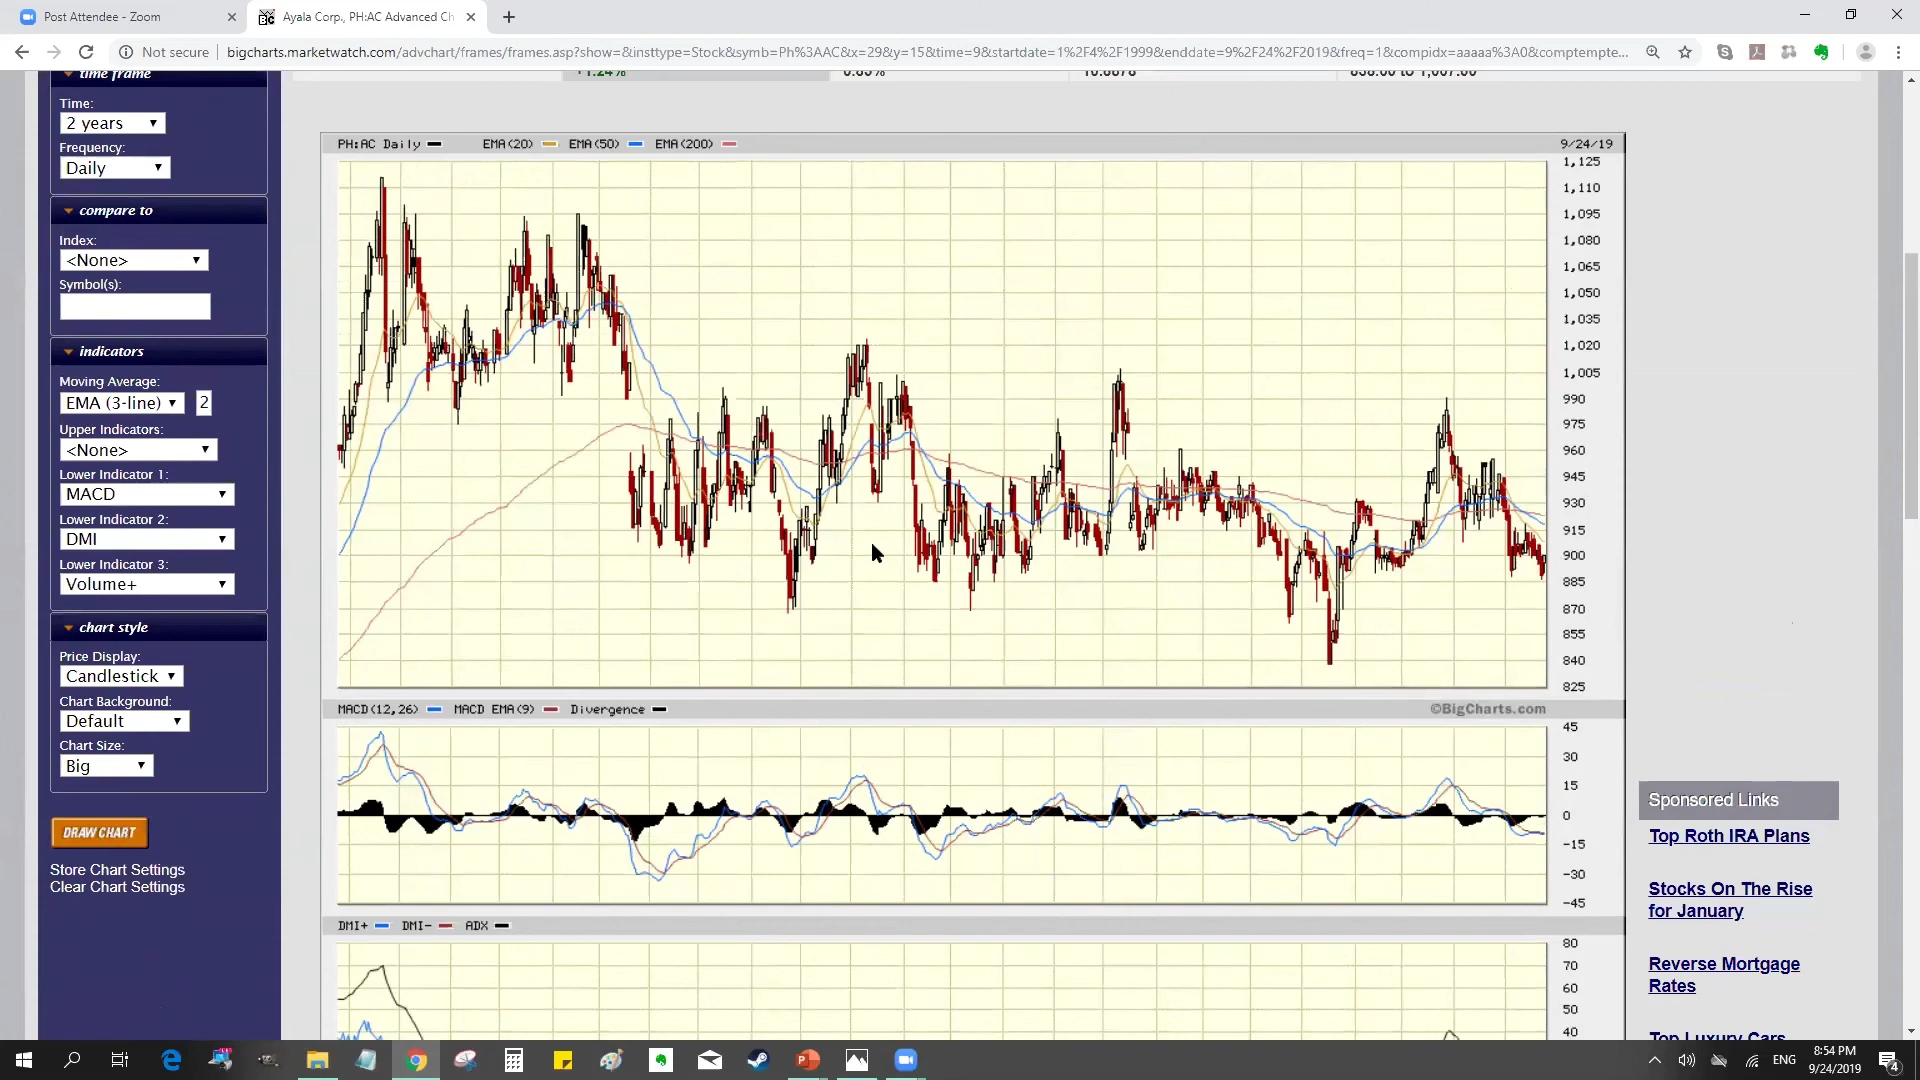 Post Attendee - Zoom
Ayala Corp., PH:AC Advanced Ch
Not secure
bigcharts.marketwatch.com/advchart/frames/frames.asp?show=&insttype=Stock&symb=Ph%3AAC&x=29&y=15&time=9&startdate=1%2F4%2F1999&enddate=9%2F24%2F2019&freq=1&compidx=aaaaa%3A0&comptempte...
time frame
Time:
2 years
Frequency:
Daily
compare to
Index:
<None>
Symbol(s):
indicators
Moving Average:
EMA (3-line) 2
Upper Indicators:
<None>
Lower Indicator 1:
MACD
Lower Indicator 2:
DMI
Lower Indicator 3:
Volume+
chart style
Price Display:
Candlestick
Chart Background:
Default
Chart Size:
Big
DRAW CHART
Store Chart Settings
Clear Chart Settings
+1.24%
PH:AC Daily EMA(20) EMA(50) EMA(200) 9/24/19
1,125
1,110
1,095
1,080
1,065
1,050
1,035
1,020
1,005
990
975
960
945
930
915
900
885
870
855
840
825
MACD(12,26) MACD EMA(9) Divergence ©BigCharts.com
45
30
15
0
-15
-30
-45
DMI+ DMI- ADX
80
70
60
50
40
Sponsored Links
Top Roth IRA Plans
Stocks On The Rise
for January
Reverse Mortgage
Rates
Top Luxury Cars
ENG
8:54 PM
9/24/2019
4